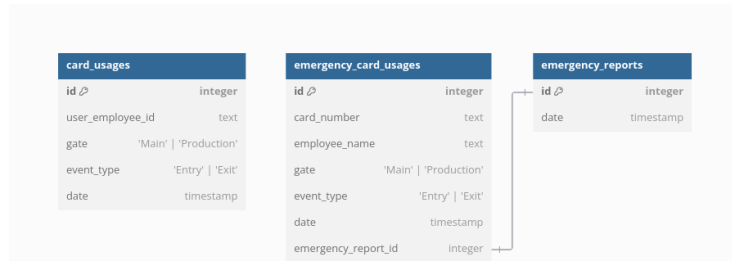 card_usages
id integer
user_employee_id text
gate 'Main' | 'Production'
event_type 'Entry' | 'Exit'
date timestamp
emergency_card_usages
id integer
card_number text
employee_name text
gate 'Main' | 'Production'
event_type 'Entry' | 'Exit'
date timestamp
emergency_report_id integer
emergency_reports
id integer
date timestamp